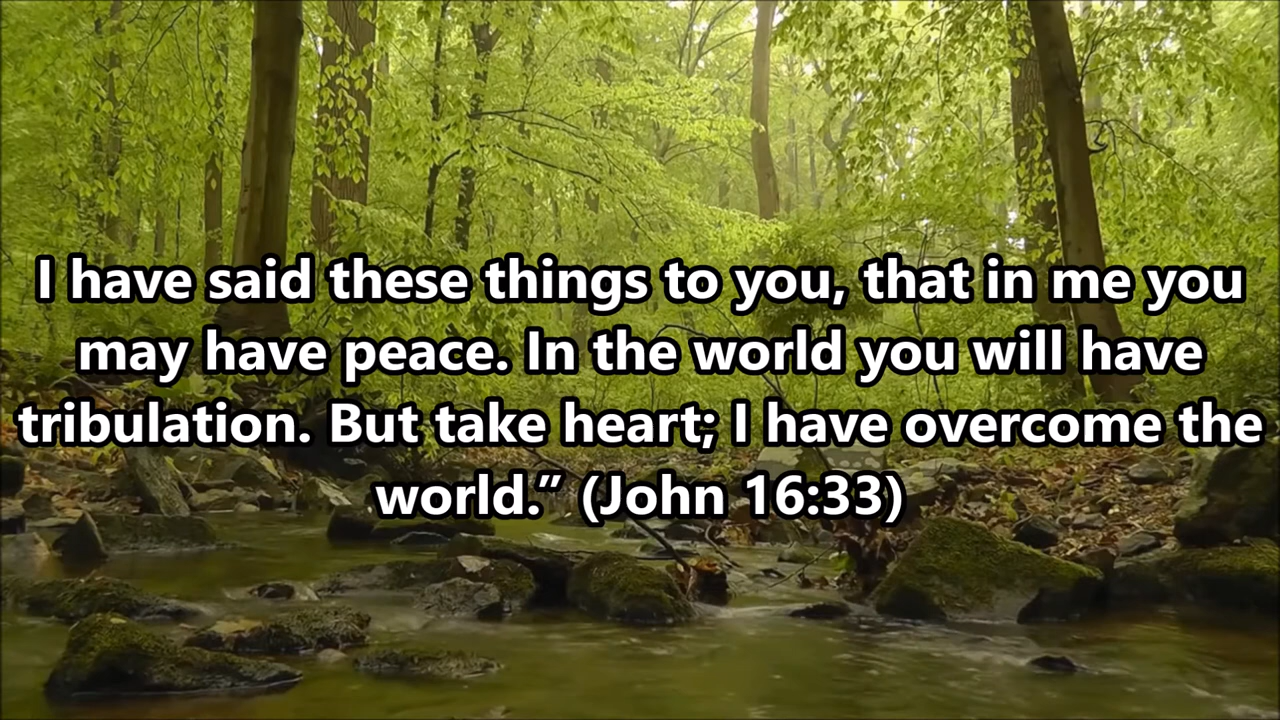 I have said these things to you, that in me you
may have peace. In the world you will have
tribulation. But take heart; I have overcome the
world.” (John 16:33)